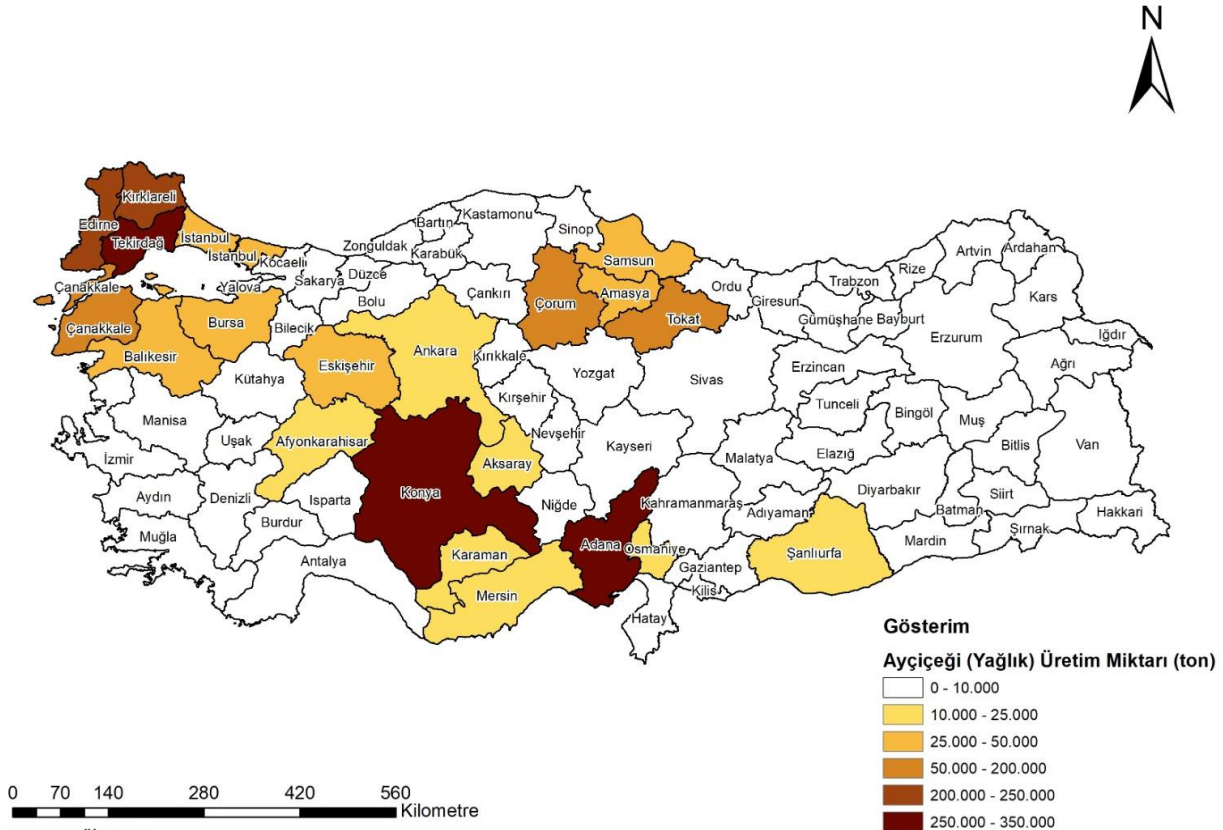 N
Kırklareli
Edirne
Tekirdağ
İstanbul
İstanbul
Kocaeli
Çanakkale
Yalova
Sakarya
Düzce
Zonguldak
Bartın
Karabük
Kastamonu
Sinop
Samsun
Çanakkale
Balıkesir
Bursa
Bilecik
Bolu
Çankırı
Çorum
Amasya
Tokat
Ordu
Giresun
Trabzon
Gümüşhane
Rize
Bayburt
Artvin
Ardahan
Kars
Erzurum
Iğdır
Ağrı
Kütahya
Eskişehir
Ankara
Kırıkkale
Yozgat
Sivas
Erzincan
Tunceli
Bingöl
Muş
Bitlis
Van
Manisa
Uşak
Afyonkarahisar
Kırşehir
Nevşehir
Kayseri
Malatya
Elazığ
İzmir
Aksaray
Konya
Niğde
Kahramanmaraş
Adıyaman
Diyarbakır
Batman
Siirt
Şırnak
Hakkari
Aydın
Denizli
Isparta
Burdur
Muğla
Antalya
Karaman
Mersin
Adana
Osmaniye
Gaziantep
Kilis
Hatay
Şanlıurfa
Mardin
Gösterim
Ayçiçeği (Yağlık) Üretim Miktarı (ton)
0 - 10.000
10.000 - 25.000
25.000 - 50.000
50.000 - 200.000
200.000 - 250.000
250.000 - 350.000
0 70 140 280 420 560
Kilometre